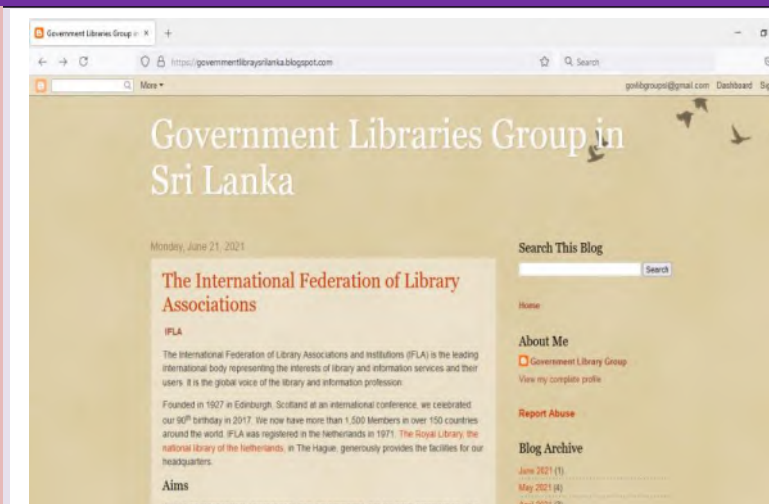 Government Libraries Group in
https://governmentlibraysrilanka.blogspot.com
Search
More
govlibgroupsl@gmail.com Dashboard
Government Libraries Group in
Sri Lanka
Monday, June 21, 2021
The International Federation of Library
Associations
IFLA
The International Federation of Library Associations and Institutions (IFLA) is the leading
international body representing the interests of library and information services and their
users. It is the global voice of the library and information profession.
Founded in 1927 in Edinburgh, Scotland at an international conference, we celebrated
our 90th birthday in 2017. We now have more than 1,500 Members in over 150 countries
around the world. IFLA was registered in the Netherlands in 1971. The Royal Library, the
national library of the Netherlands, in The Hague, generously provides the facilities for our
headquarters.
Aims
Search This Blog
Search
Home
About Me
Government Library Group
View my complete profile
Report Abuse
Blog Archive
June 2021 (1)
May 2021 (4)